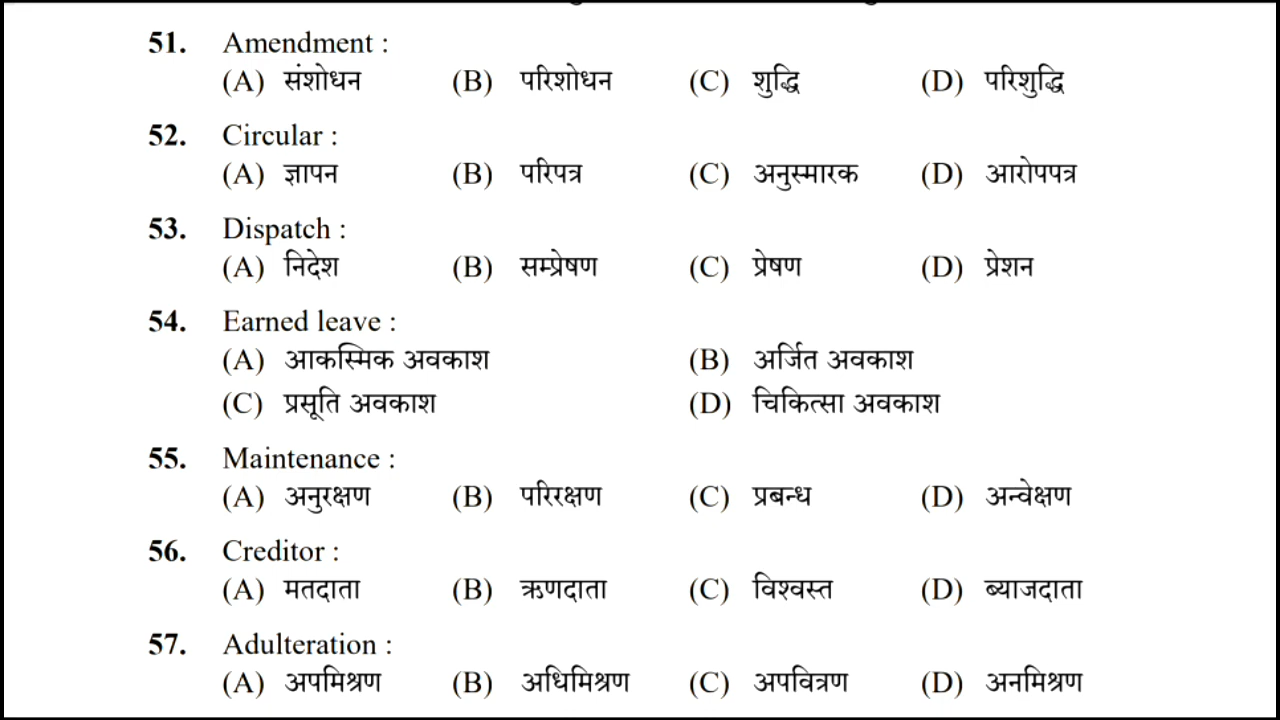 51. Amendment :
(A) संशोधन (B) परिशोधन (C) शुद्धि (D) परिशुद्धि
52. Circular :
(A) ज्ञापन (B) परिपत्र (C) अनुस्मारक (D) आरोपपत्र
53. Dispatch :
(A) निदेश (B) सम्प्रेषण (C) प्रेषण (D) प्रेशन
54. Earned leave :
(A) आकस्मिक अवकाश (B) अर्जित अवकाश
(C) प्रसूति अवकाश (D) चिकित्सा अवकाश
55. Maintenance :
(A) अनुरक्षण (B) परिरक्षण (C) प्रबन्ध (D) अन्वेक्षण
56. Creditor :
(A) मतदाता (B) ऋणदाता (C) विश्वस्त (D) ब्याजदाता
57. Adulteration :
(A) अपमिश्रण (B) अधिमिश्रण (C) अपवित्रण (D) अनमिश्रण